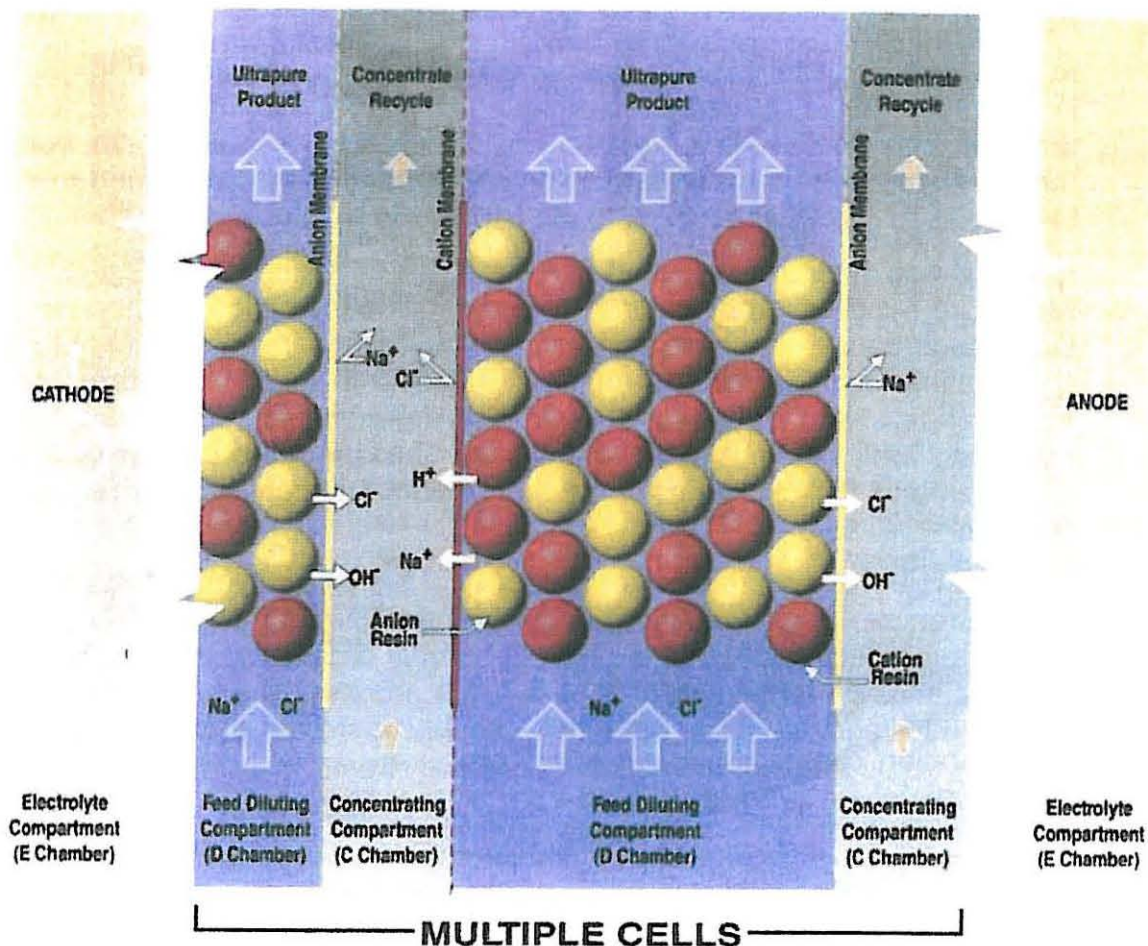 Ultrapure
Product
Concentrate
Recycle
Ultrapure
Product
Concentrate
Recycle
Anion Membrane
Cation Membrane
Anion Membrane
Na⁺
Cl⁻
Na⁺
CATHODE
ANODE
H⁺
Cl⁻
Cl⁻
Na⁺
OH⁻
OH⁻
Anion
Resin
Cation
Resin
Na⁺ Cl⁻
Na⁺ Cl⁻
Electrolyte
Compartment
(E Chamber)
Feed Diluting
Compartment
(D Chamber)
Concentrating
Compartment
(C Chamber)
Feed Diluting
Compartment
(D Chamber)
Concentrating
Compartment
(C Chamber)
Electrolyte
Compartment
(E Chamber)
MULTIPLE CELLS